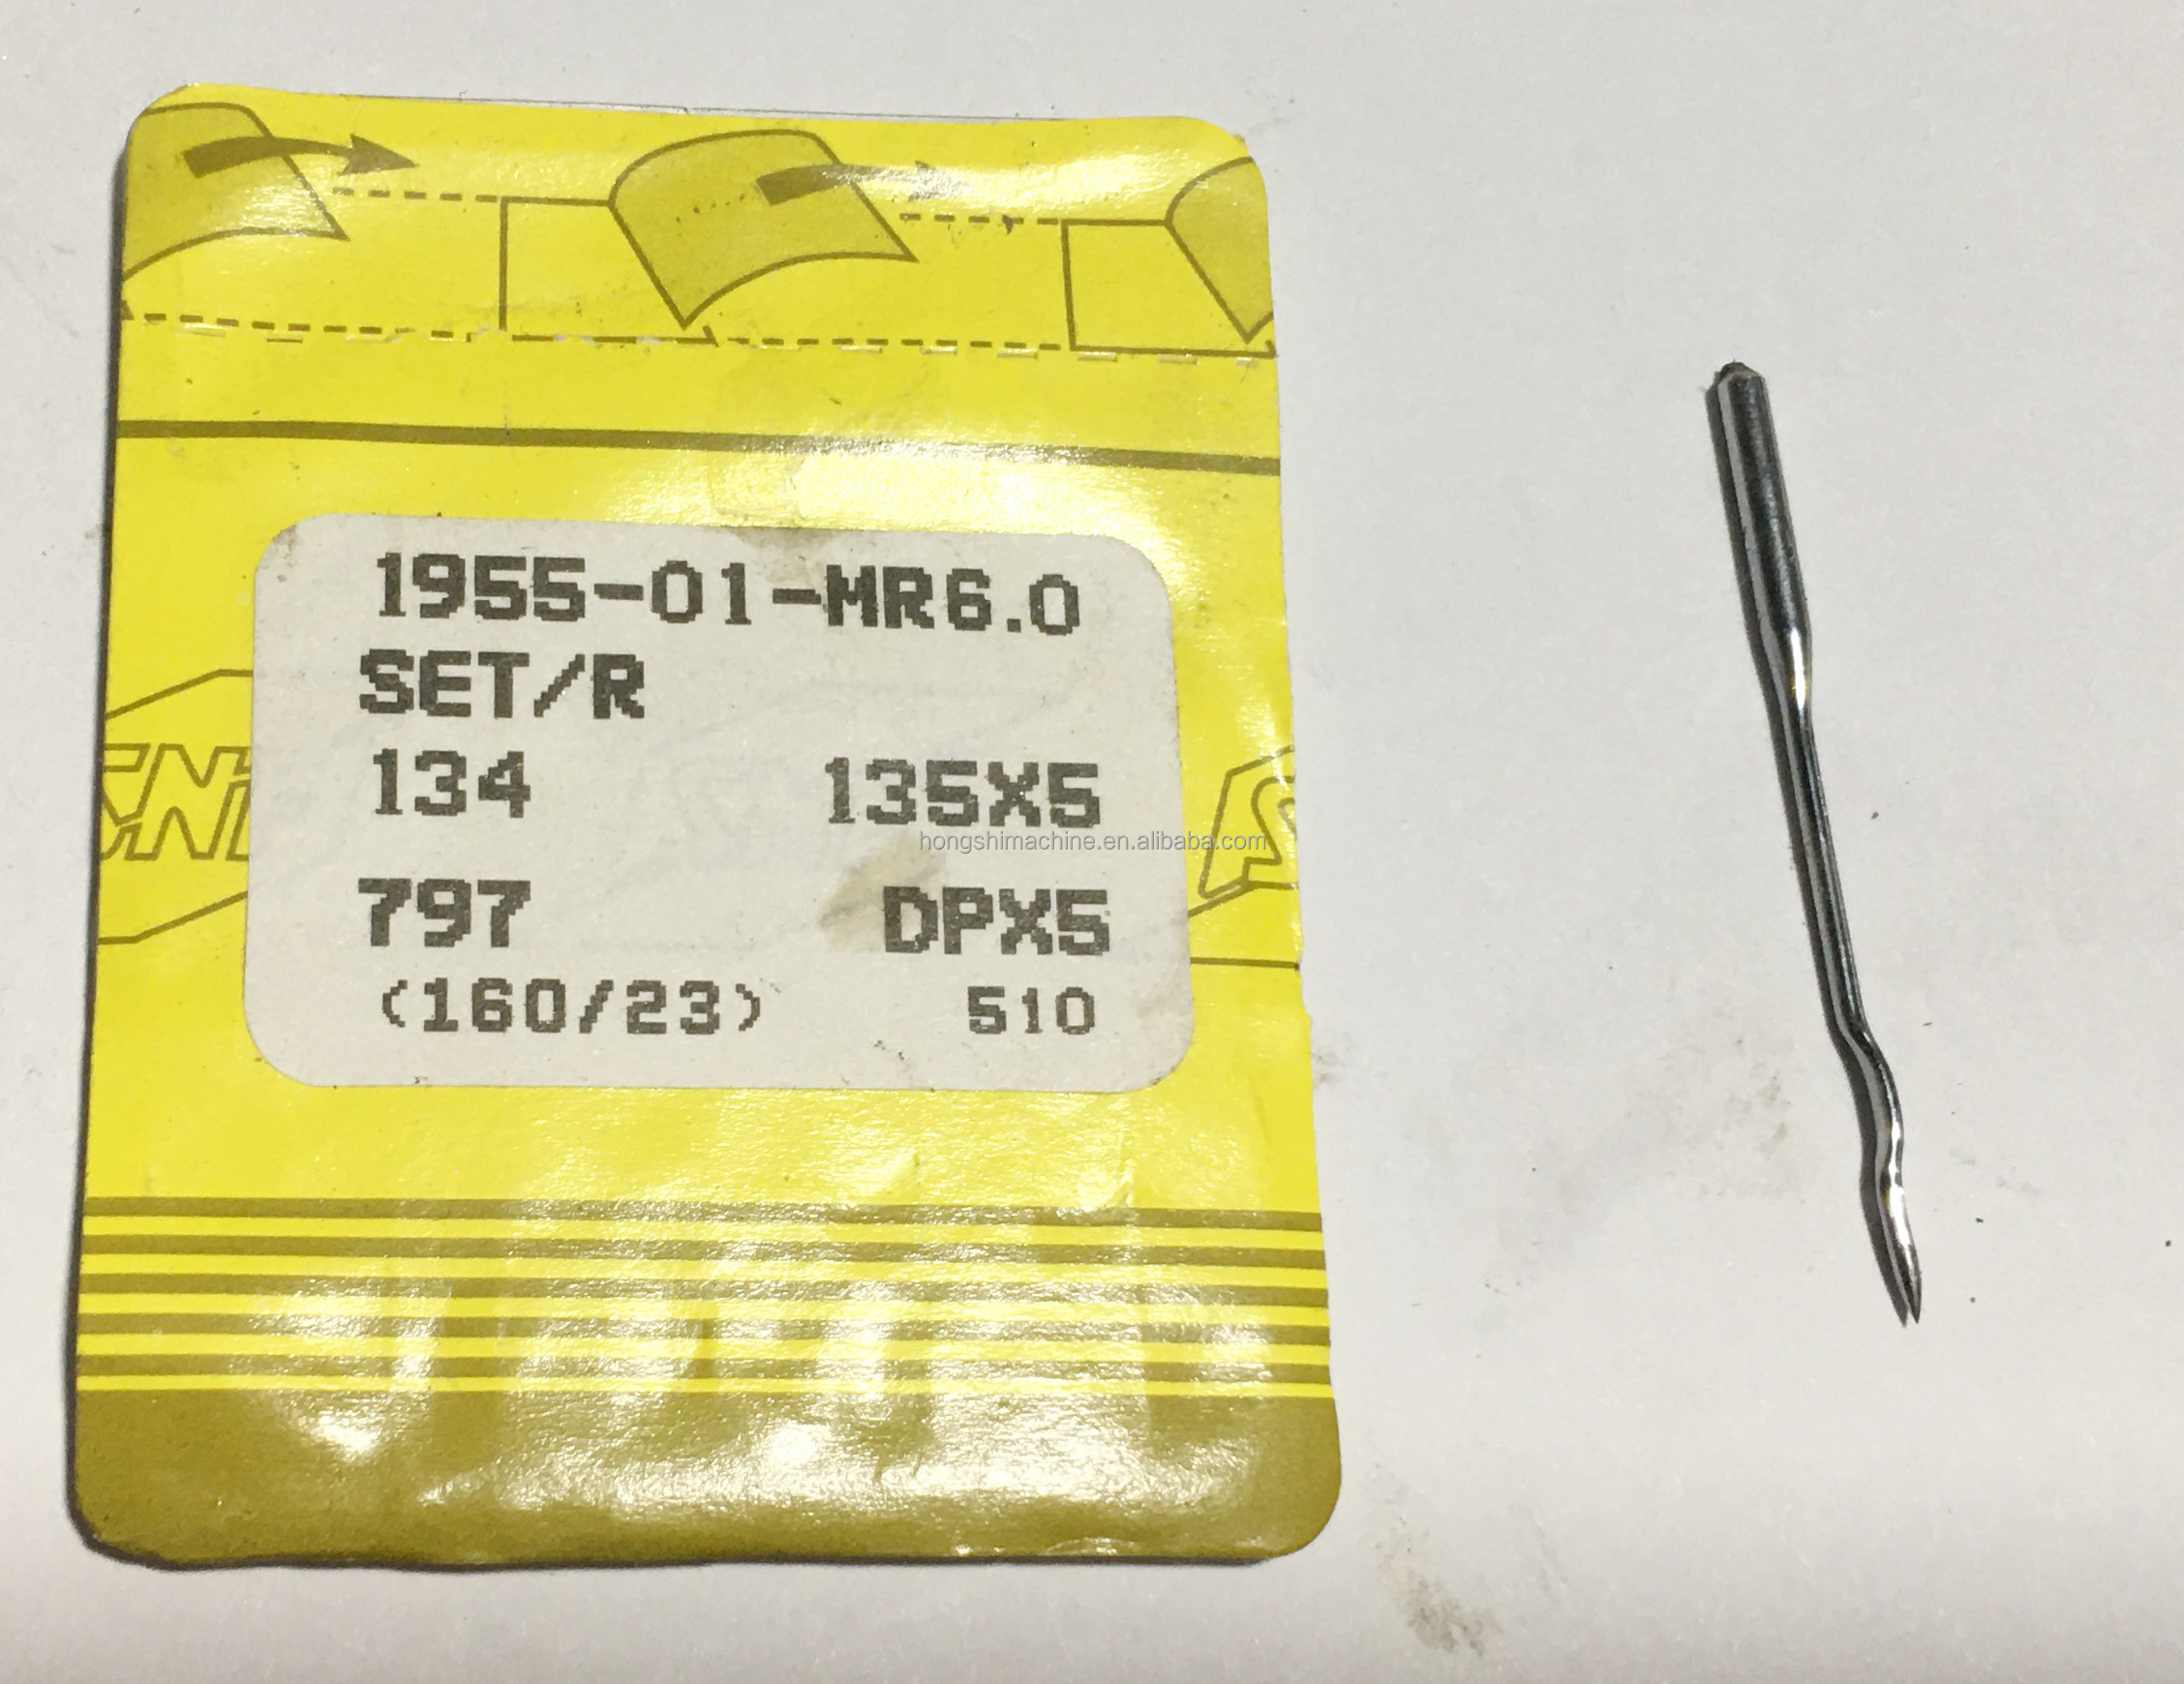 1955-01-MR6.0
SET/R
134 135X5
hongshimachine.en.alibaba.com
797 DPX5
(160/23) 510